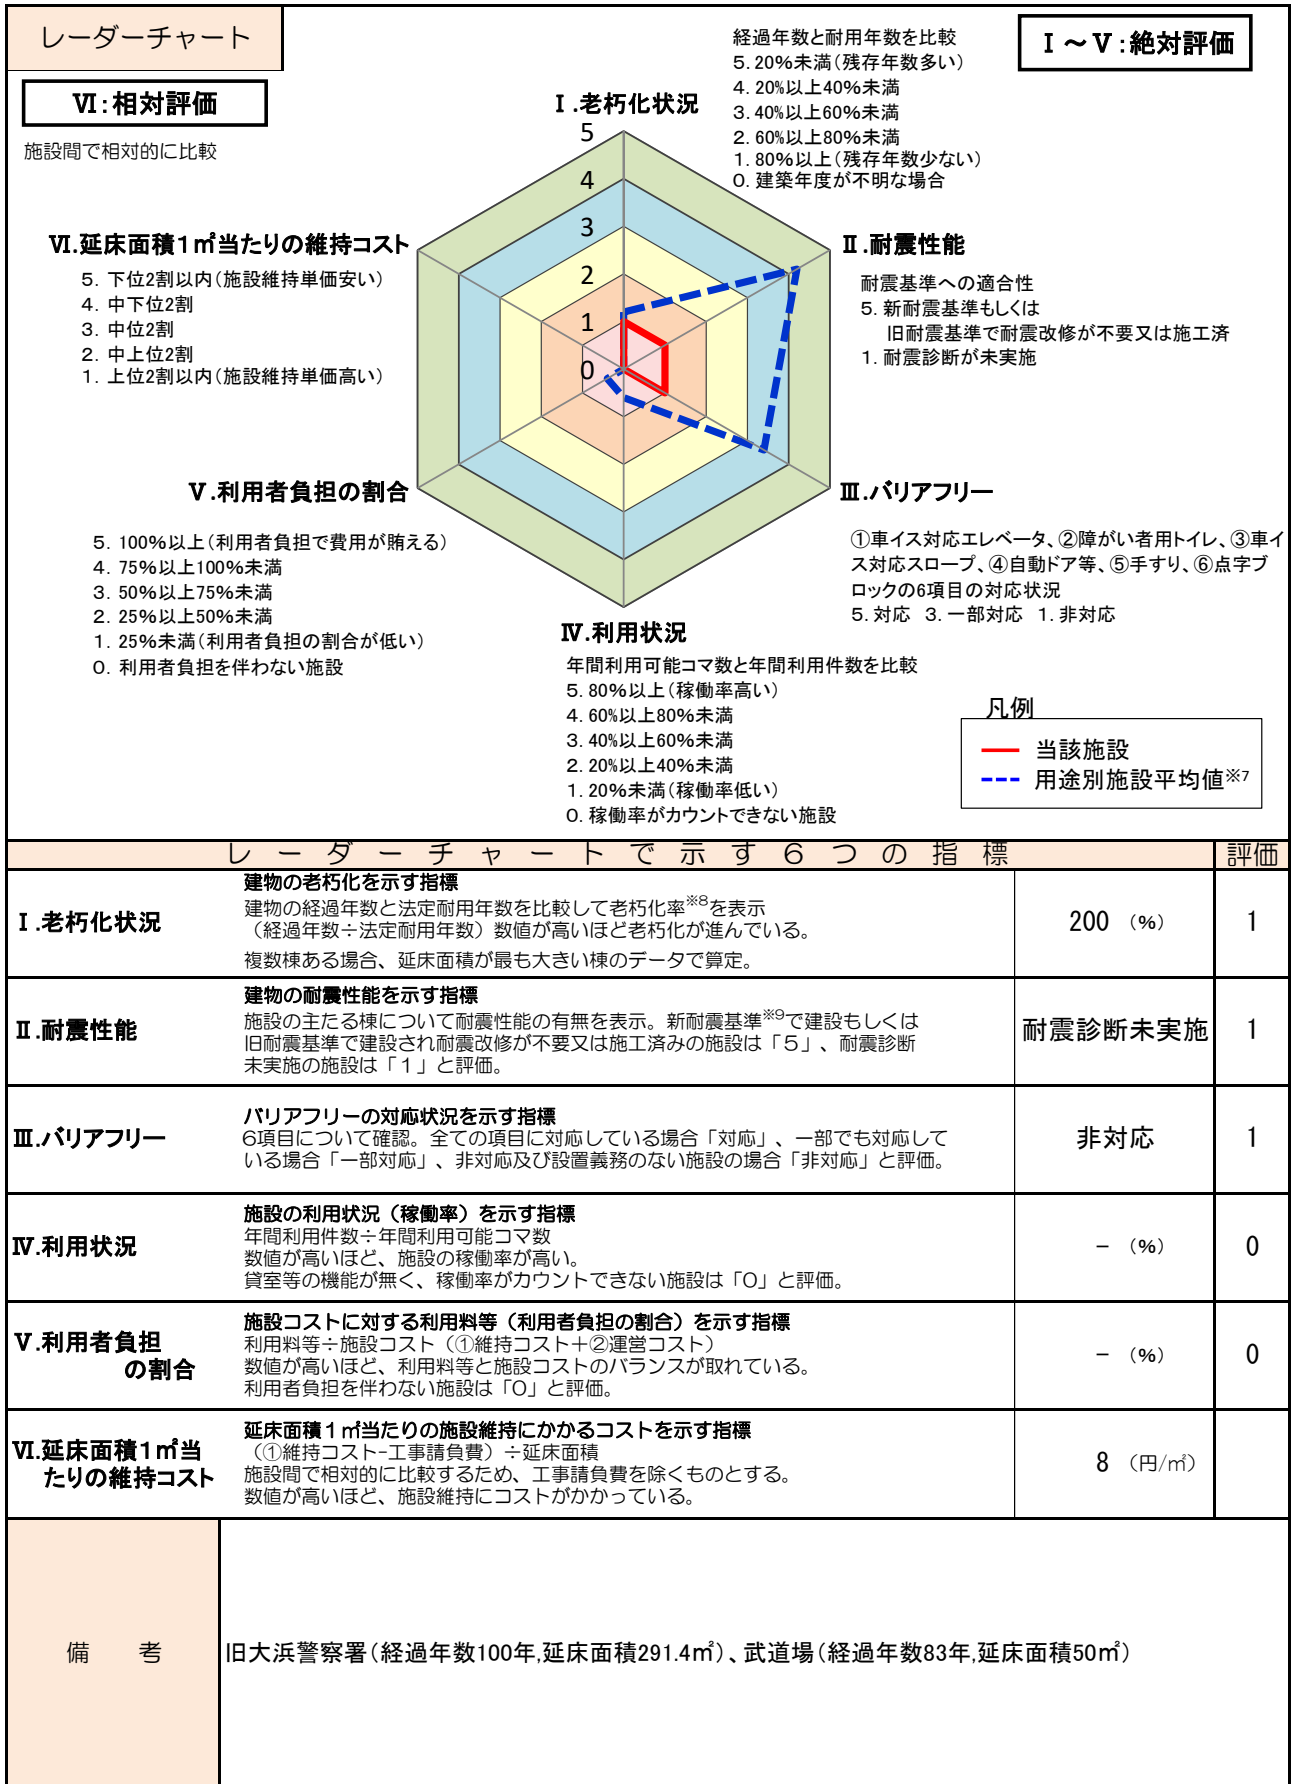 レーダーチャート
Ⅰ～Ⅴ:絶対評価
Ⅵ:相対評価
施設間で相対的に比較
Ⅰ.老朽化状況
経過年数と耐用年数を比較
5.20%未満(残存年数多い)
4.20%以上40%未満
3.40%以上60%未満
2.60%以上80%未満
1.80%以上(残存年数少ない)
0.建築年度が不明な場合
5
4
3
2
1
0
Ⅱ.耐震性能
耐震基準への適合性
5.新耐震基準もしくは
旧耐震基準で耐震改修が不要又は施工済
1.耐震診断が未実施
Ⅵ.延床面積1㎡当たりの維持コスト
5.下位2割以内(施設維持単価安い)
4.中下位2割
3.中位2割
2.中上位2割
1.上位2割以内(施設維持単価高い)
Ⅲ.バリアフリー
①車イス対応エレベータ、②障がい者用トイレ、③車イ
ス対応スロープ、④自動ドア等、⑤手すり、⑥点字ブ
ロックの6項目の対応状況
5.対応 3.一部対応 1.非対応
Ⅴ.利用者負担の割合
5.100%以上(利用者負担で費用が賄える)
4.75%以上100%未満
3.50%以上75%未満
2.25%以上50%未満
1.25%未満(利用者負担の割合が低い)
0.利用者負担を伴わない施設
Ⅳ.利用状況
年間利用可能コマ数と年間利用件数を比較
5.80%以上(稼働率高い)
4.60%以上80%未満
3.40%以上60%未満
2.20%以上40%未満
1.20%未満(稼働率低い)
0.稼働率がカウントできない施設
凡例
当該施設
用途別施設平均値※7
レーダーチャートで示す6つの指標 評価
Ⅰ.老朽化状況
建物の老朽化を示す指標
建物の経過年数と法定耐用年数を比較して老朽化率※8を表示
(経過年数÷法定耐用年数)数値が高いほど老朽化が進んでいる。
複数棟ある場合、延床面積が最も大きい棟のデータで算定。
200 (%) 1
Ⅱ.耐震性能
建物の耐震性能を示す指標
施設の主たる棟について耐震性能の有無を表示。新耐震基準※9で建設もしくは
旧耐震基準で建設され耐震改修が不要又は施工済みの施設は「5」、耐震診断
未実施の施設は「1」と評価。
耐震診断未実施 1
Ⅲ.バリアフリー
バリアフリーの対応状況を示す指標
6項目について確認。全ての項目に対応している場合「対応」、一部でも対応して
いる場合「一部対応」、非対応及び設置義務のない施設の場合「非対応」と評価。
非対応 1
Ⅳ.利用状況
施設の利用状況(稼働率)を示す指標
年間利用件数÷年間利用可能コマ数
数値が高いほど、施設の稼働率が高い。
貸室等の機能が無く、稼働率がカウントできない施設は「0」と評価。
- (%) 0
Ⅴ.利用者負担
の割合
施設コストに対する利用料等(利用者負担の割合)を示す指標
利用料等÷施設コスト(①維持コスト+②運営コスト)
数値が高いほど、利用料等と施設コストのバランスが取れている。
利用者負担を伴わない施設は「0」と評価。
- (%) 0
Ⅵ.延床面積1㎡当
たりの維持コスト
延床面積1㎡当たりの施設維持にかかるコストを示す指標
(①維持コスト-工事請負費)÷延床面積
施設間で相対的に比較するため、工事請負費を除くものとする。
数値が高いほど、施設維持にコストがかかっている。
8 (円/㎡)
備 考
旧大浜警察署(経過年数100年,延床面積291.4㎡)、武道場(経過年数83年,延床面積50㎡)